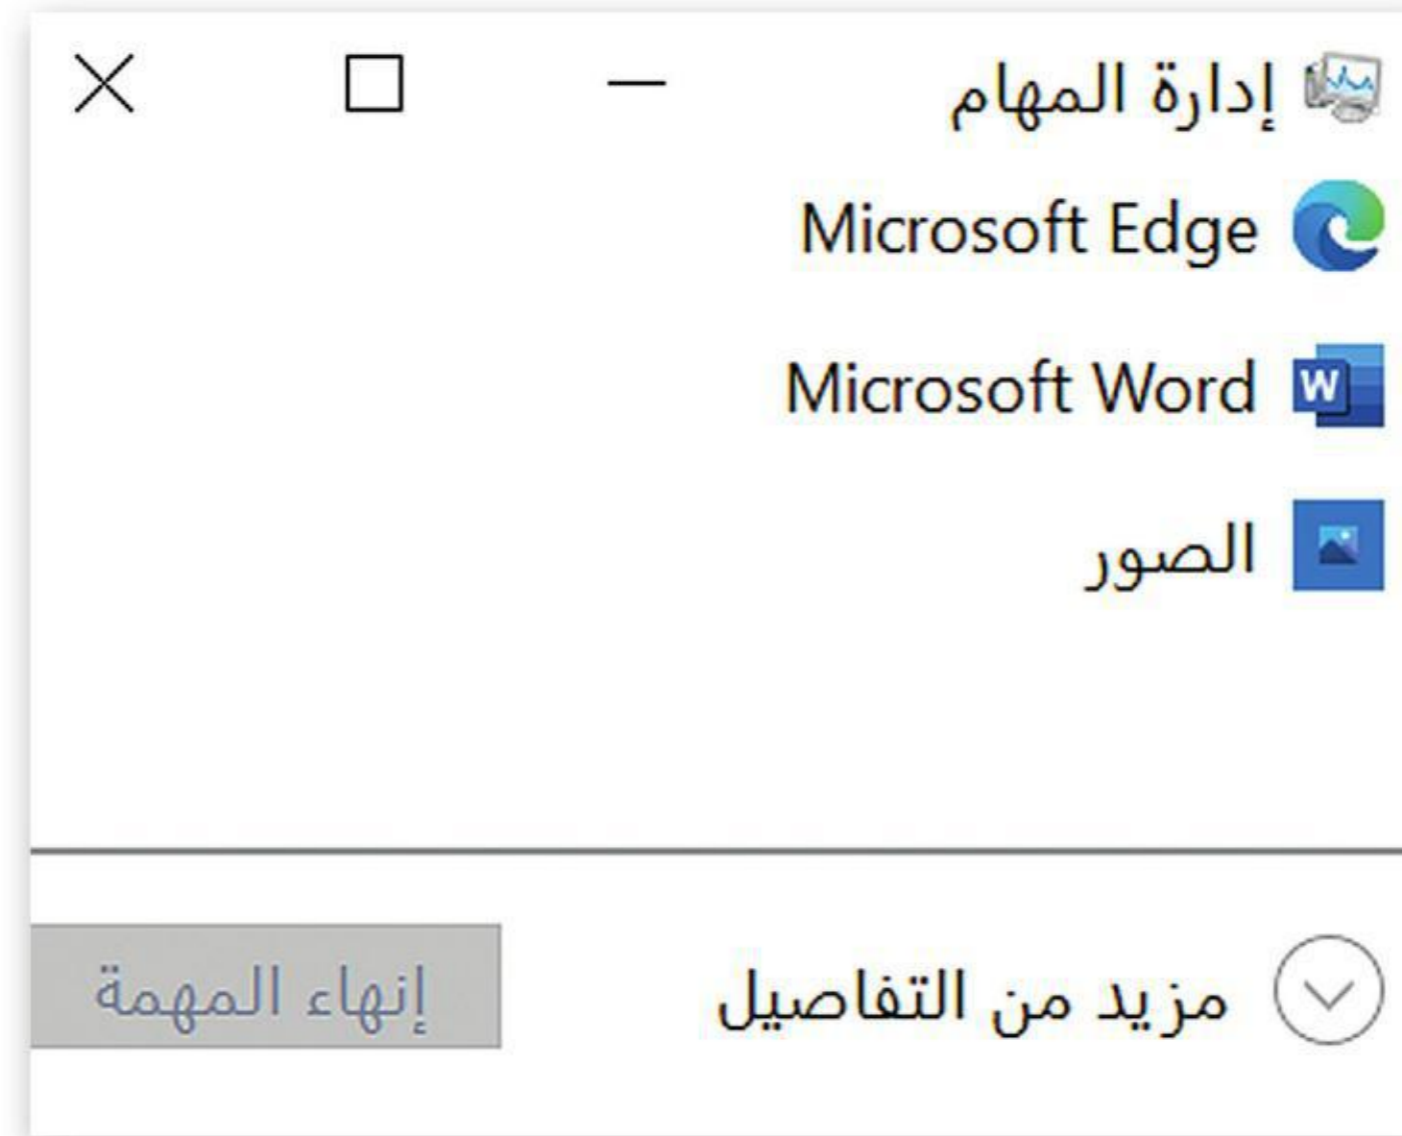 إدارة المهام
Microsoft Edge
Microsoft Word
الصور
مزيد من التفاصيل
إنهاء المهمة